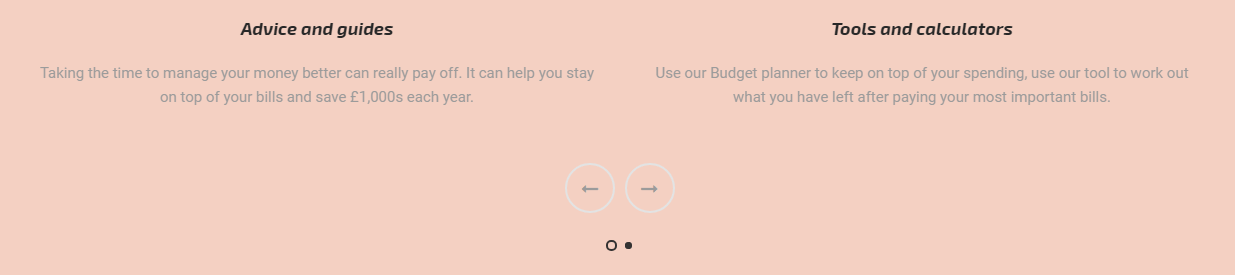 Advice and guides
Taking the time to manage your money better can really pay off. It can help you stay
on top of your bills and save £1,000s each year.
Tools and calculators
Use our Budget planner to keep on top of your spending, use our tool to work out
what you have left after paying your most important bills.